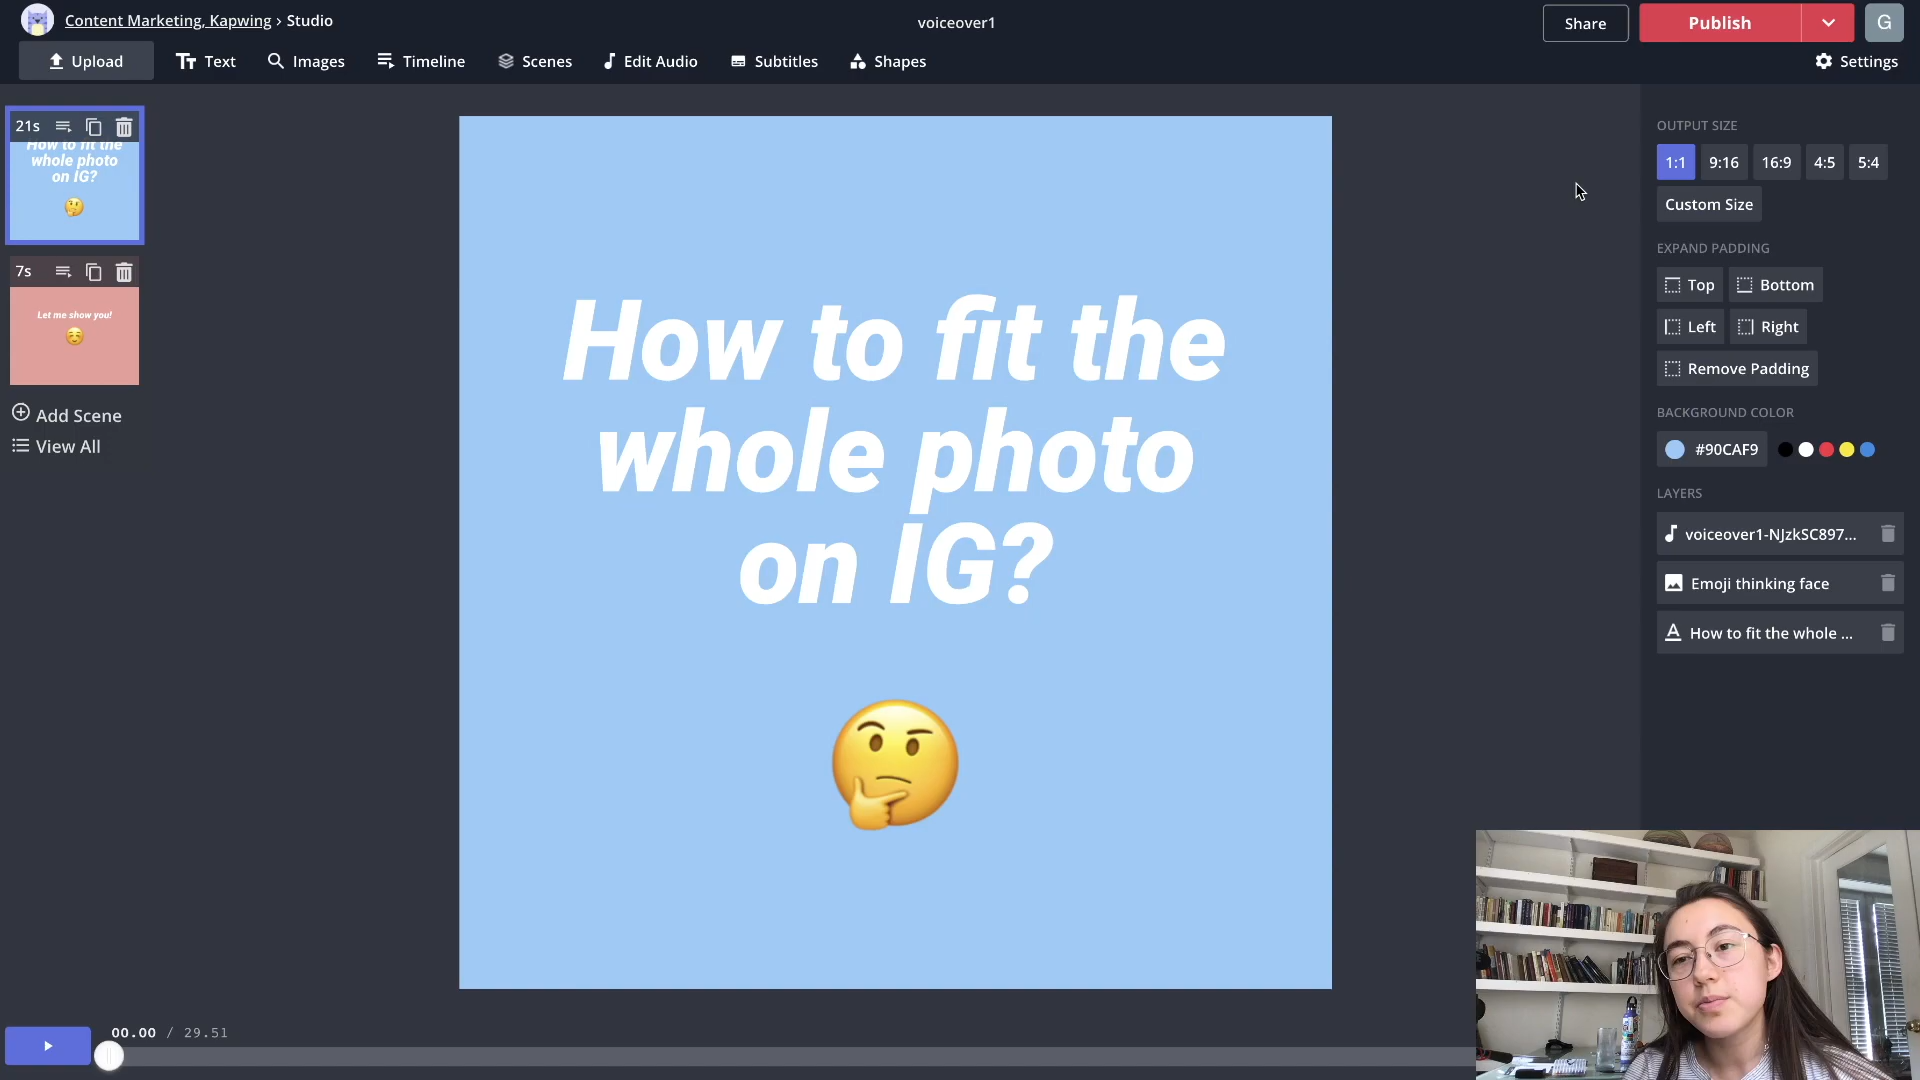 Content Marketing, Kapwing › Studio
voiceover1
Share
Publish
G
Upload
Text
Images
Timeline
Scenes
Edit Audio
Subtitles
Shapes
Settings
21s
How to fit the
whole photo
on IG?
7s
Let me show you!
Add Scene
View All
How to fit the
whole photo
on IG?
OUTPUT SIZE
1:1
9:16
16:9
4:5
5:4
Custom Size
EXPAND PADDING
Top
Bottom
Left
Right
Remove Padding
BACKGROUND COLOR
#90CAF9
LAYERS
voiceover1-NJzkSC897...
Emoji thinking face
How to fit the whole ...
00.00 / 29.51